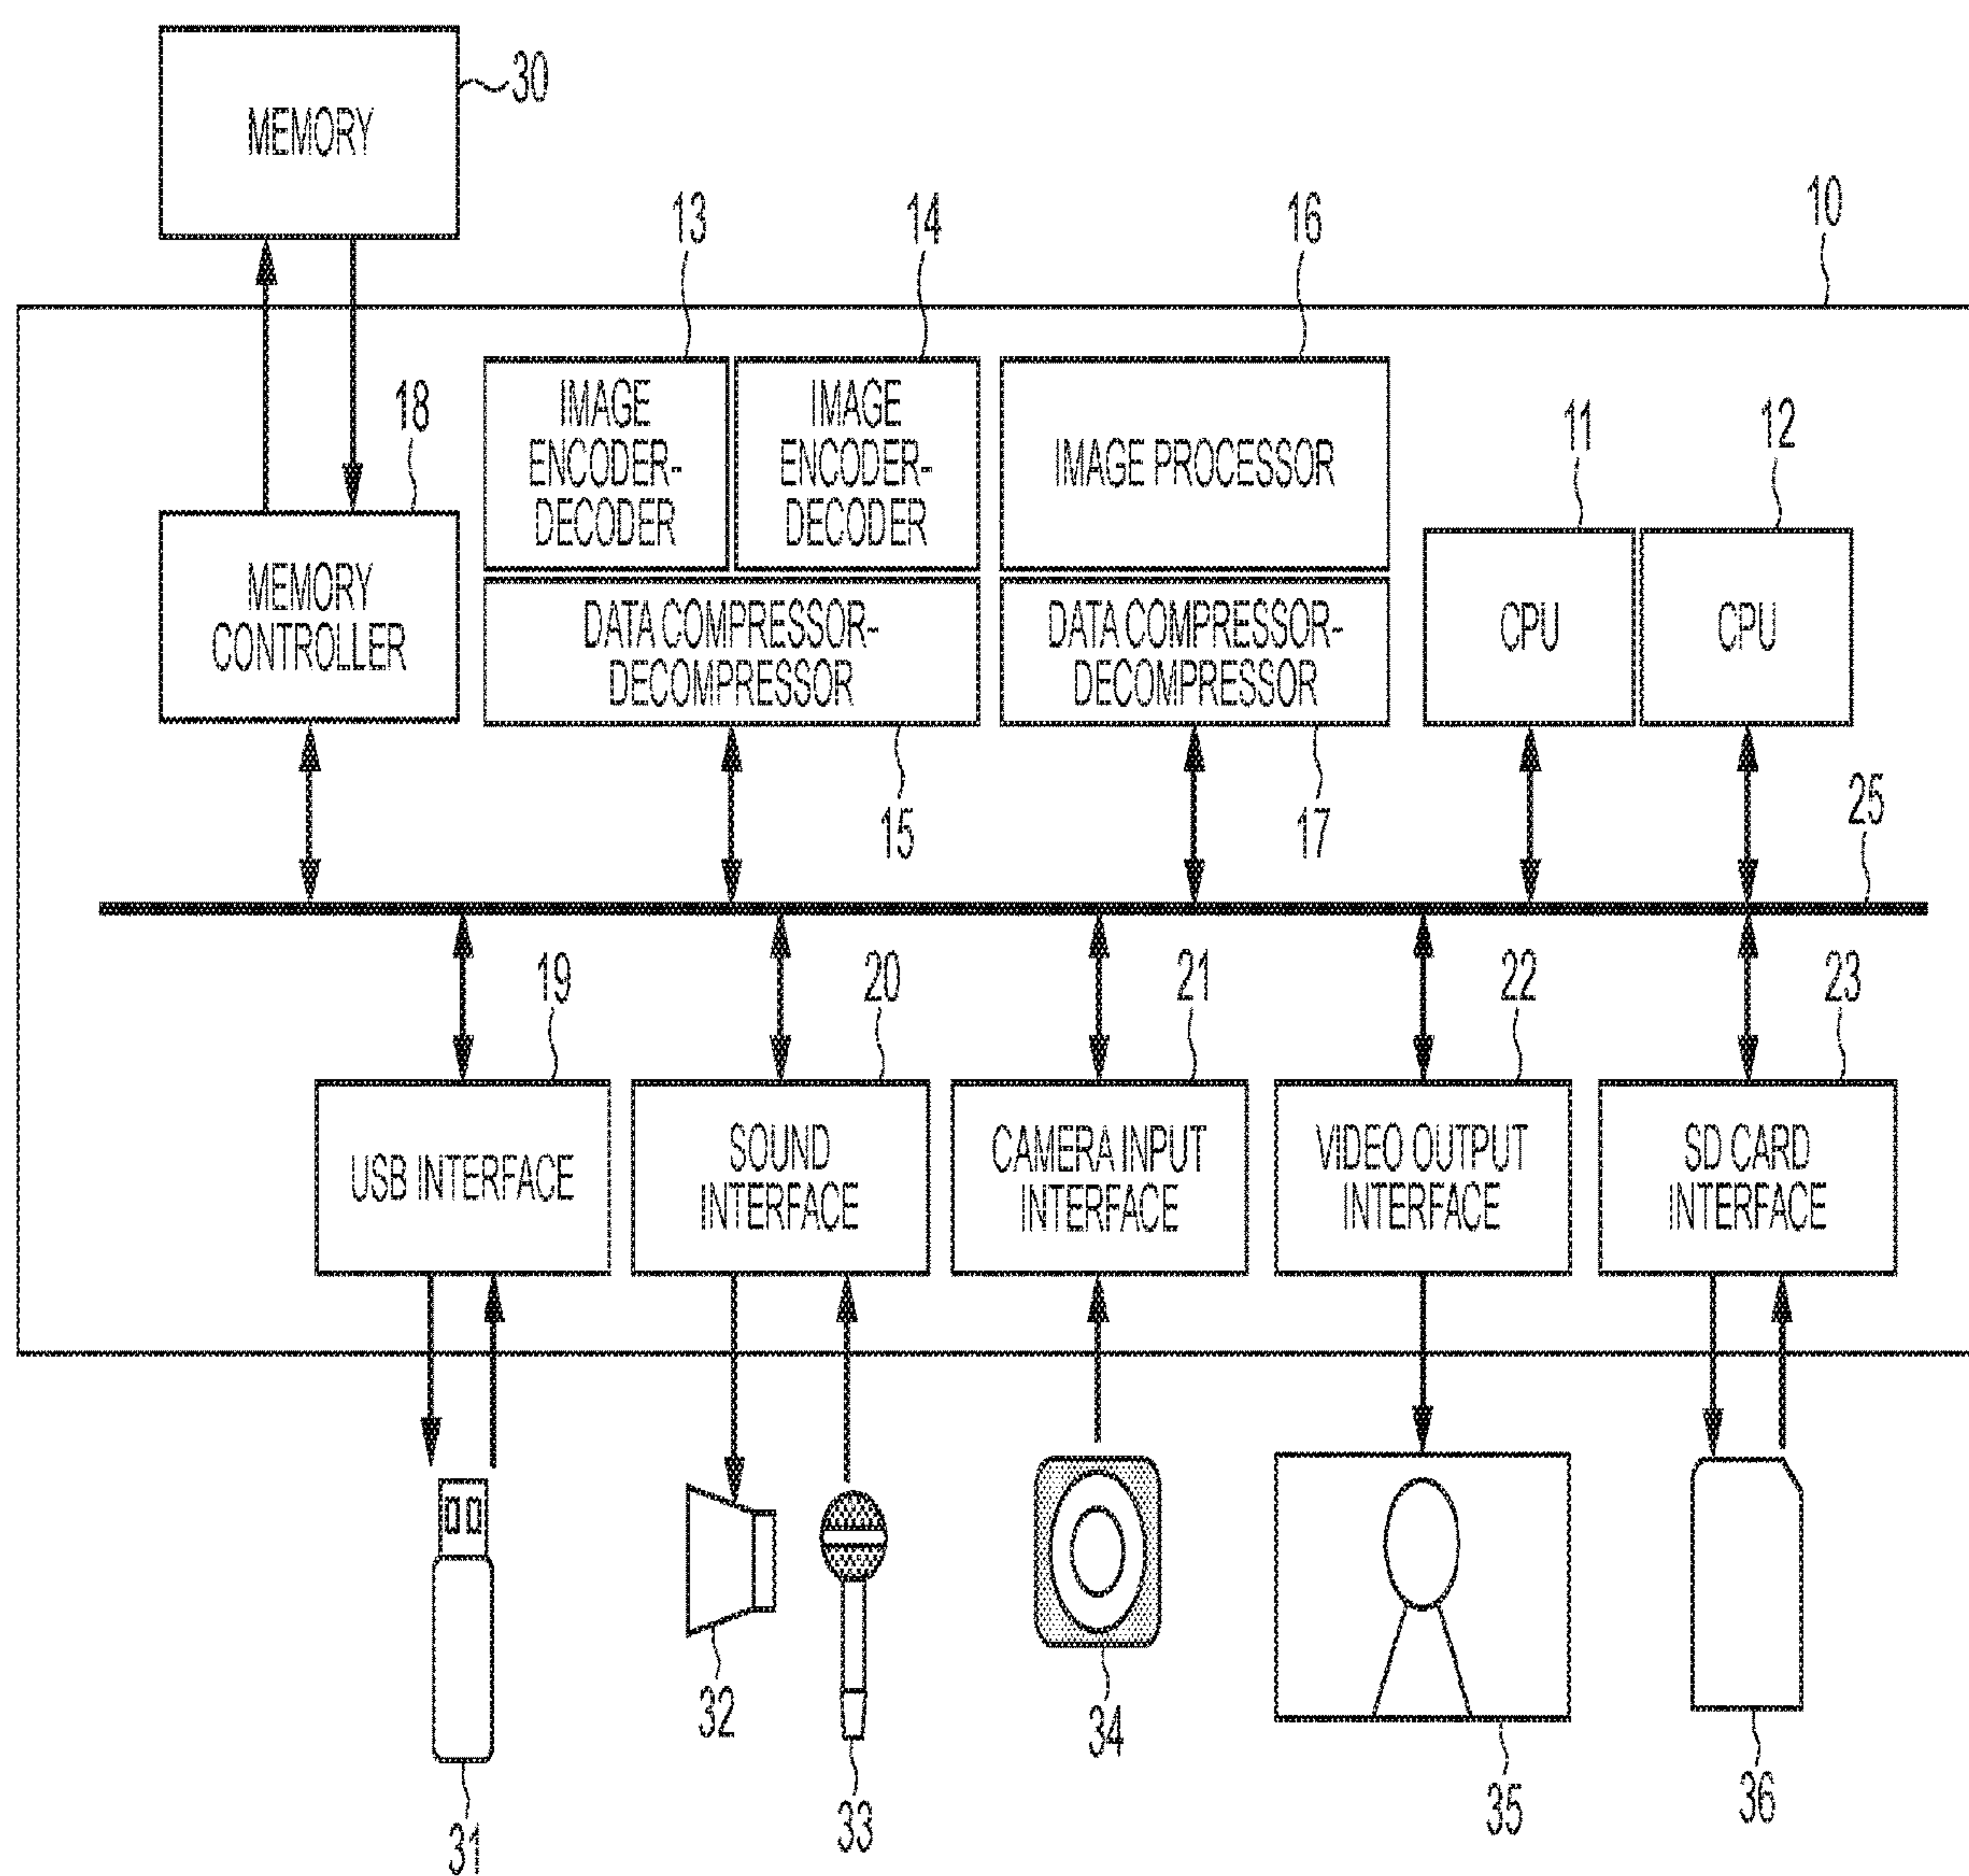 MEMORY
30
10
13
14
16
18
11
12
IMAGE
ENCODER-
DECODER
IMAGE
ENCODER-
DECODER
IMAGE PROCESSOR
MEMORY
CONTROLLER
DATA COMPRESSOR-
DECOMPRESSOR
DATA COMPRESSOR-
DECOMPRESSOR
CPU
CPU
15
17
25
19
20
21
22
23
USB INTERFACE
SOUND
INTERFACE
CAMERA INPUT
INTERFACE
VIDEO OUTPUT
INTERFACE
SD CARD
INTERFACE
31
32
33
34
35
36